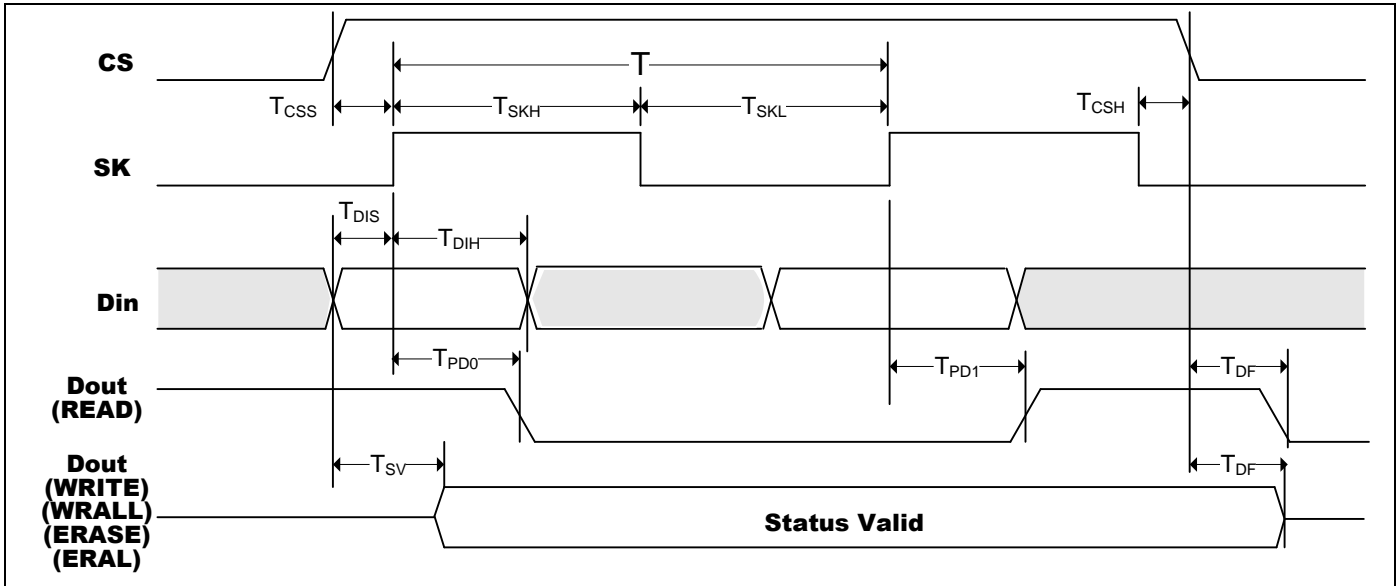 CS
T
TCSS
TSKH
TSKL
TCSH
SK
TDIS
TDIH
Din
TPD0
TPD1
TDF
Dout
(READ)
TSV
TDF
Dout
(WRITE)
(WRALL)
(ERASE)
(ERAL)
Status Valid